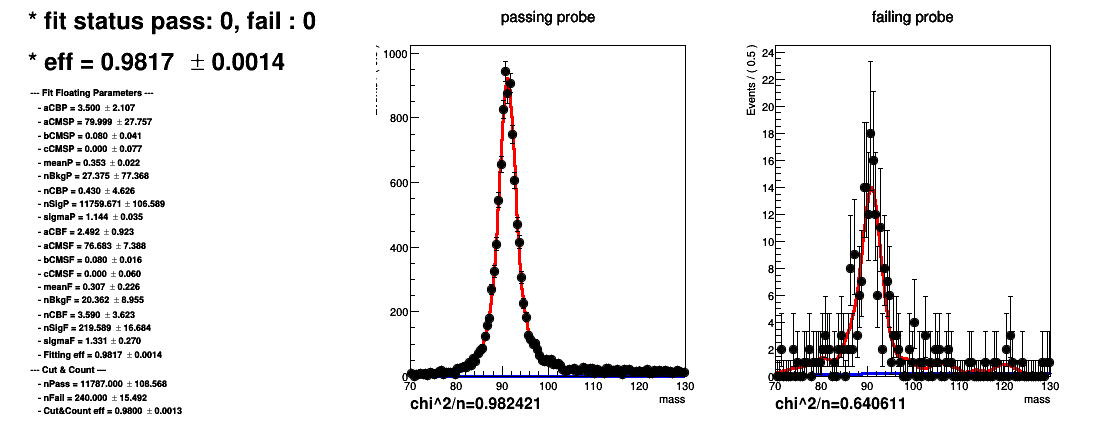 * fit status pass: 0, fail : 0
* eff = 0.9817 ± 0.0014
--- Fit Floating Parameters ---
- aCBP = 3.500 ± 2.107
- aCMSP = 79.999 ± 27.757
- bCMSP = 0.080 ± 0.041
- cCMSP = 0.000 ± 0.077
- meanP = 0.353 ± 0.022
- nBkgP = 27.375 ± 77.368
- nCBP = 0.430 ± 4.626
- nSigP = 11759.671 ± 106.589
- sigmaP = 1.144 ± 0.035
- aCBF = 2.492 ± 0.923
- aCMSF = 76.683 ± 7.388
- bCMSF = 0.080 ± 0.016
- cCMSF = 0.000 ± 0.060
- meanF = 0.307 ± 0.226
- nBkgF = 20.362 ± 8.955
- nCBF = 3.590 ± 3.623
- nSigF = 219.589 ± 16.684
- sigmaF = 1.331 ± 0.270
- Fitting eff = 0.9817 ± 0.0014
--- Cut & Count ---
- nPass = 11787.000 ± 108.568
- nFail = 240.000 ± 15.492
- Cut&Count eff = 0.9800 ± 0.0013
passing probe
1000
800
600
400
200
0
70 80 90 100 110 120 130
mass
chi^2/n=0.982421
failing probe
Events / ( 0.5 )
24
22
20
18
16
14
12
10
8
6
4
2
0
70 80 90 100 110 120 130
mass
chi^2/n=0.640611